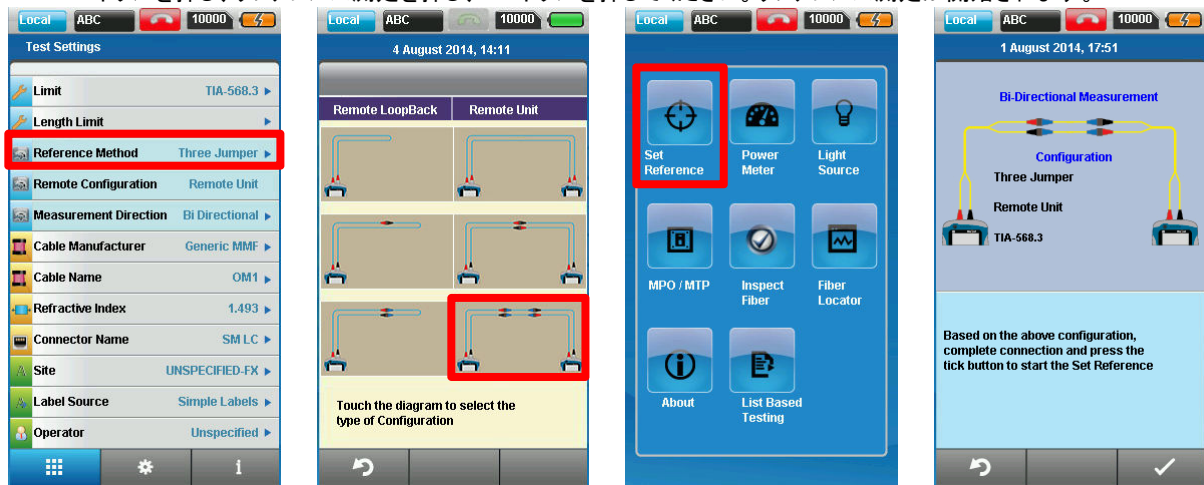 Local ABC 10000
Test Settings
Limit TIA-568.3
Length Limit
Reference Method Three Jumper
Remote Configuration Remote Unit
Measurement Direction Bi Directional
Cable Manufacturer Generic MMF
Cable Name OM1
Refractive Index 1.493
Connector Name SM LC
Site UNSPECIFIED-FX
Label Source Simple Labels
Operator Unspecified
Local ABC 10000
4 August 2014, 14:11
Remote LoopBack Remote Unit
Touch the diagram to select the
type of Configuration
Local ABC 10000
Set
Reference
Power
Meter
Light
Source
MPO / MTP
Inspect
Fiber
Fiber
Locator
About
List Based
Testing
Local ABC 10000
1 August 2014, 17:51
Bi-Directional Measurement
Configuration
Three Jumper
Remote Unit
TIA-568.3
Based on the above configuration,
complete connection and press the
tick button to start the Set Reference